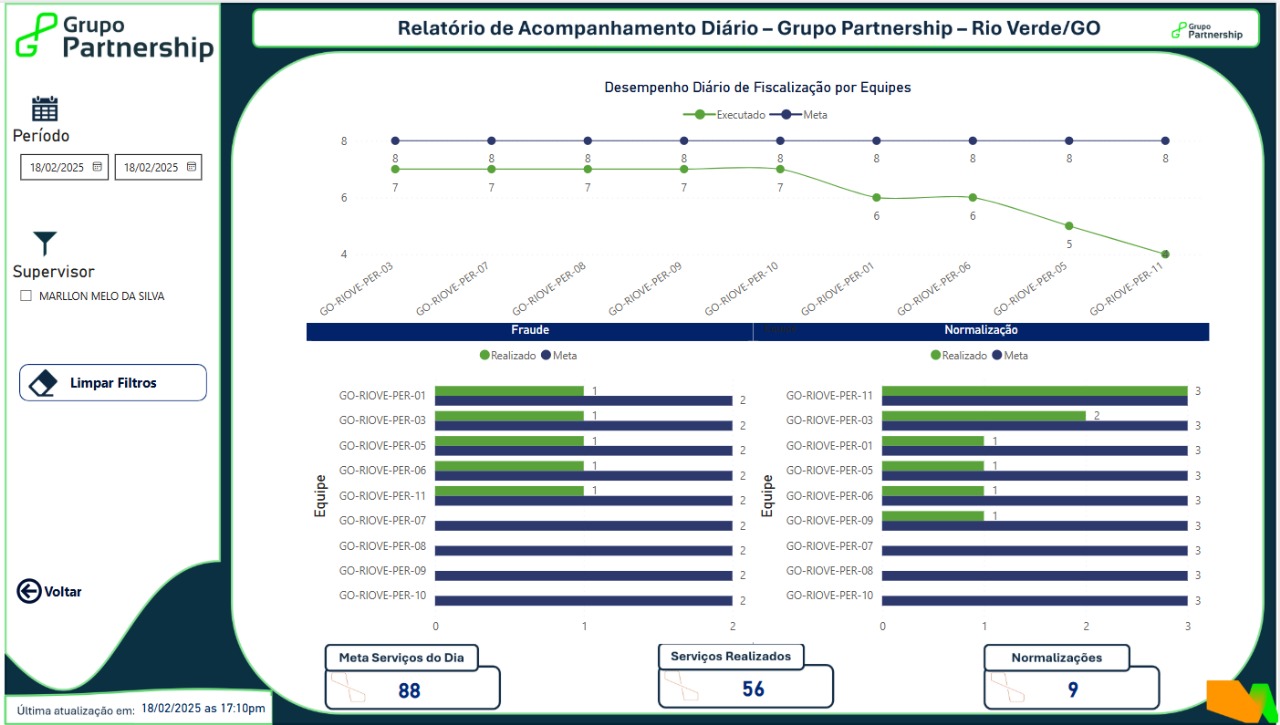 Grupo
Partnership
Relatório de Acompanhamento Diário – Grupo Partnership – Rio Verde/GO
Grupo
Partnership
Período
18/02/2025 18/02/2025
Supervisor
MARLLON MELO DA SILVA
Limpar Filtros
Voltar
Última atualização em: 18/02/2025 as 17:10pm
Desempenho Diário de Fiscalização por Equipes
Executado Meta
8
6
4
8 8 8 8 8 8 8 8 8
7 7 7 7 7 6 6 5 4
GO-RIOVE-PER-03 GO-RIOVE-PER-07 GO-RIOVE-PER-08 GO-RIOVE-PER-09 GO-RIOVE-PER-10 GO-RIOVE-PER-01 GO-RIOVE-PER-06 GO-RIOVE-PER-05 GO-RIOVE-PER-11
Fraude
Realizado Meta
Equipe
GO-RIOVE-PER-01 1 2
GO-RIOVE-PER-03 1 2
GO-RIOVE-PER-05 1 2
GO-RIOVE-PER-06 1 2
GO-RIOVE-PER-11 1 2
GO-RIOVE-PER-07 2
GO-RIOVE-PER-08 2
GO-RIOVE-PER-09 2
GO-RIOVE-PER-10 2
0 1 2
Normalização
Realizado Meta
Equipe
GO-RIOVE-PER-11 3 3
GO-RIOVE-PER-03 2 3
GO-RIOVE-PER-01 1 3
GO-RIOVE-PER-05 1 3
GO-RIOVE-PER-06 1 3
GO-RIOVE-PER-09 1 3
GO-RIOVE-PER-07 3
GO-RIOVE-PER-08 3
GO-RIOVE-PER-10 3
0 1 2 3
Meta Serviços do Dia
88
Serviços Realizados
56
Normalizações
9